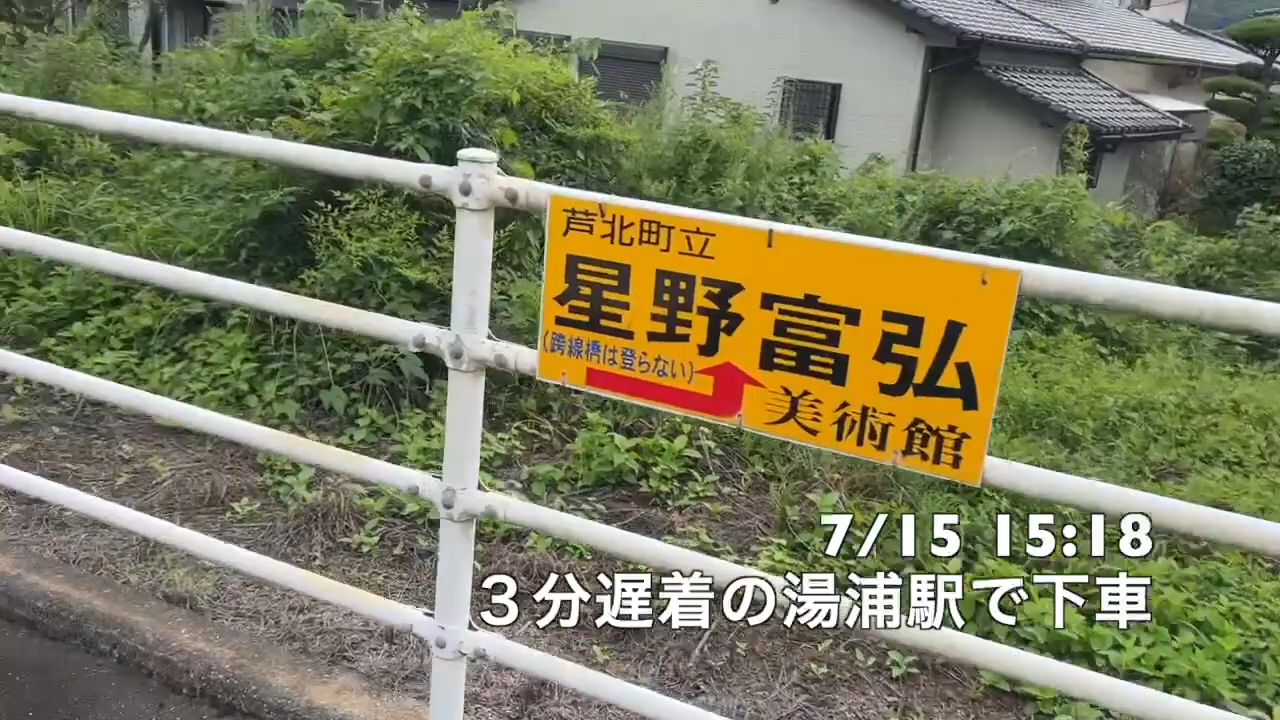 芦北町立
星野富弘
(跨線橋は登らない)
美術館
7/15 15:18
３分遅着の湯浦駅で下車